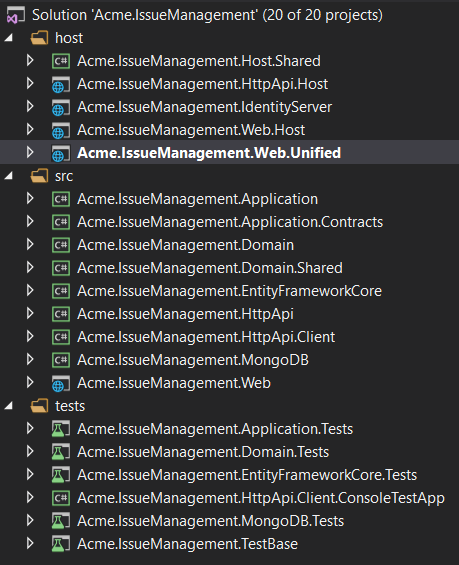 Solution 'Acme.IssueManagement' (20 of 20 projects)
host
C# Acme.IssueManagement.Host.Shared
Acme.IssueManagement.HttpApi.Host
Acme.IssueManagement.IdentityServer
Acme.IssueManagement.Web.Host
Acme.IssueManagement.Web.Unified
src
C# Acme.IssueManagement.Application
C# Acme.IssueManagement.Application.Contracts
C# Acme.IssueManagement.Domain
C# Acme.IssueManagement.Domain.Shared
C# Acme.IssueManagement.EntityFrameworkCore
C# Acme.IssueManagement.HttpApi
C# Acme.IssueManagement.HttpApi.Client
C# Acme.IssueManagement.MongoDB
Acme.IssueManagement.Web
tests
Acme.IssueManagement.Application.Tests
Acme.IssueManagement.Domain.Tests
Acme.IssueManagement.EntityFrameworkCore.Tests
C# Acme.IssueManagement.HttpApi.Client.ConsoleTestApp
Acme.IssueManagement.MongoDB.Tests
Acme.IssueManagement.TestBase